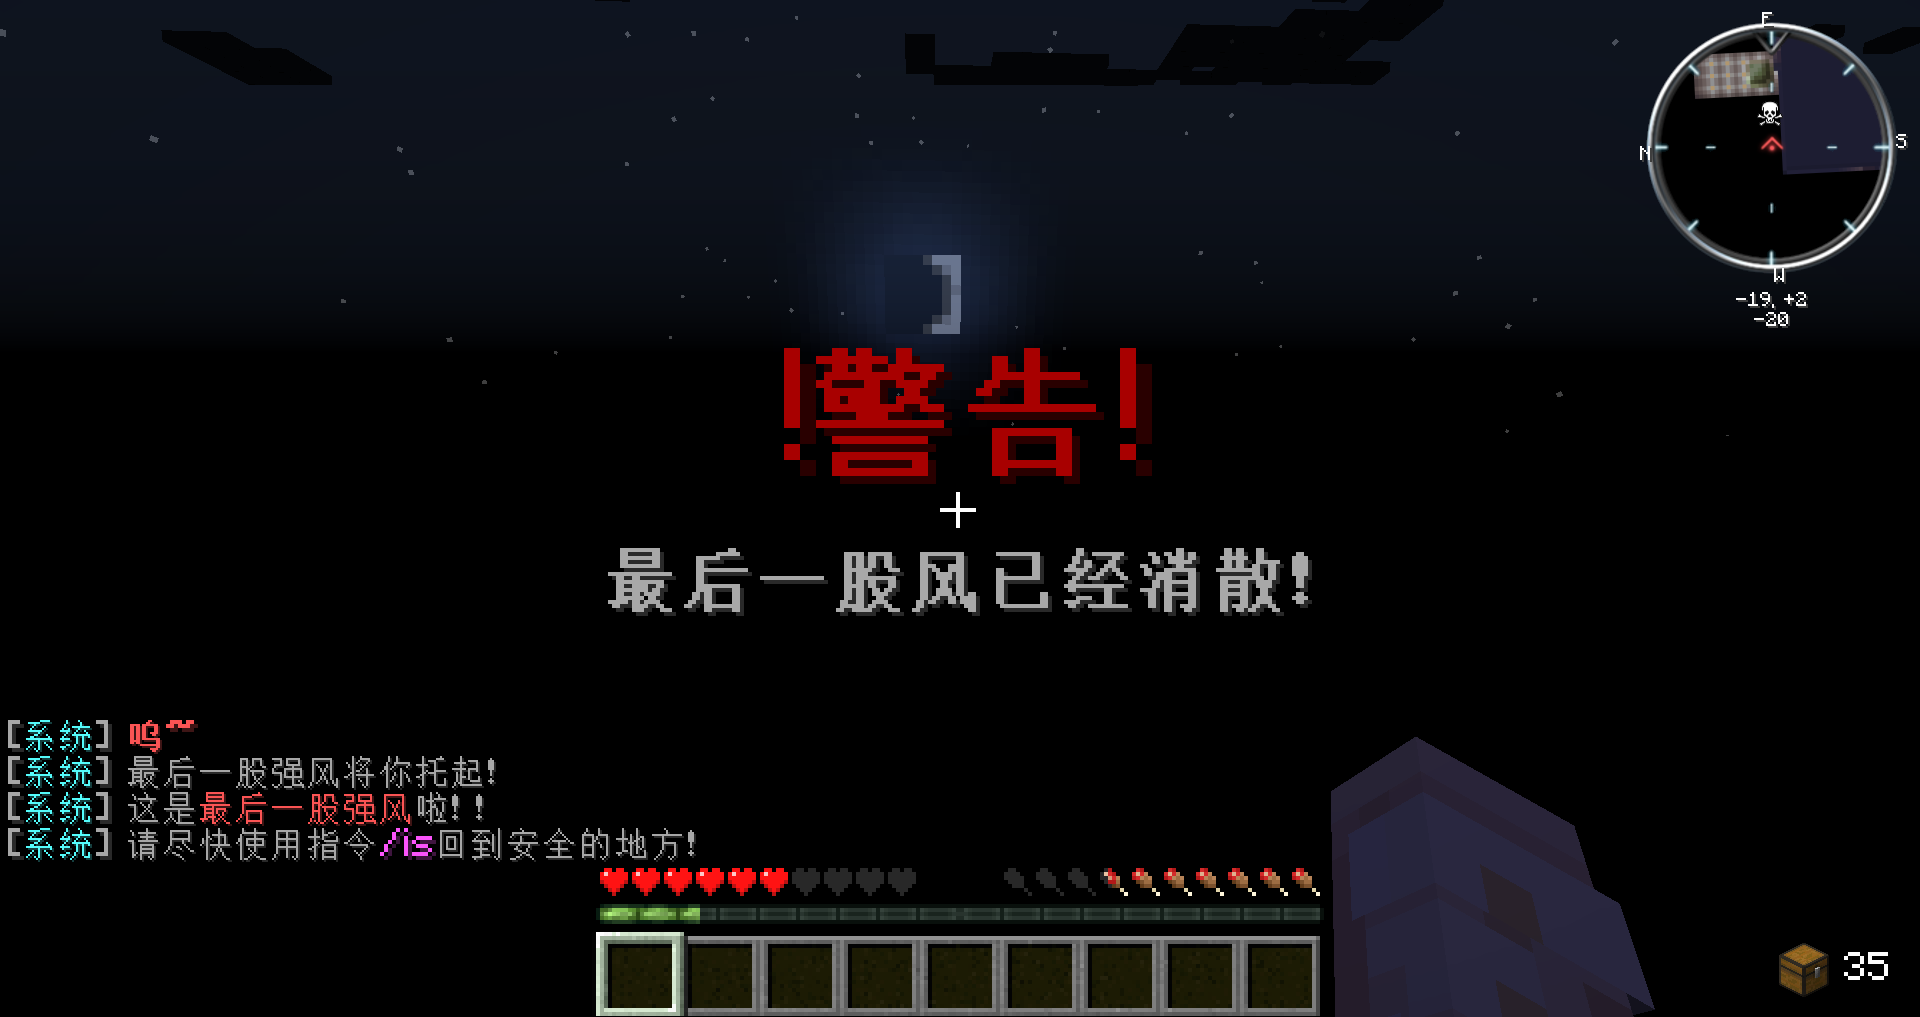 E
N
S
W
-19, +2
-20
!警告!
最后一股风已经消散!
[系统] 呜~~
[系统] 最后一股强风将你托起!
[系统] 这是最后一股强风啦!!
[系统] 请尽快使用指令/is回到安全的地方!
35